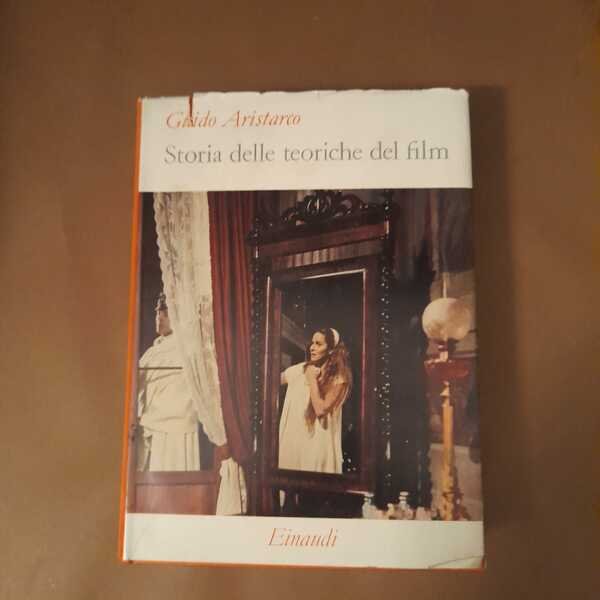 Guido Aristarco
Storia delle teoriche del film
Einaudi